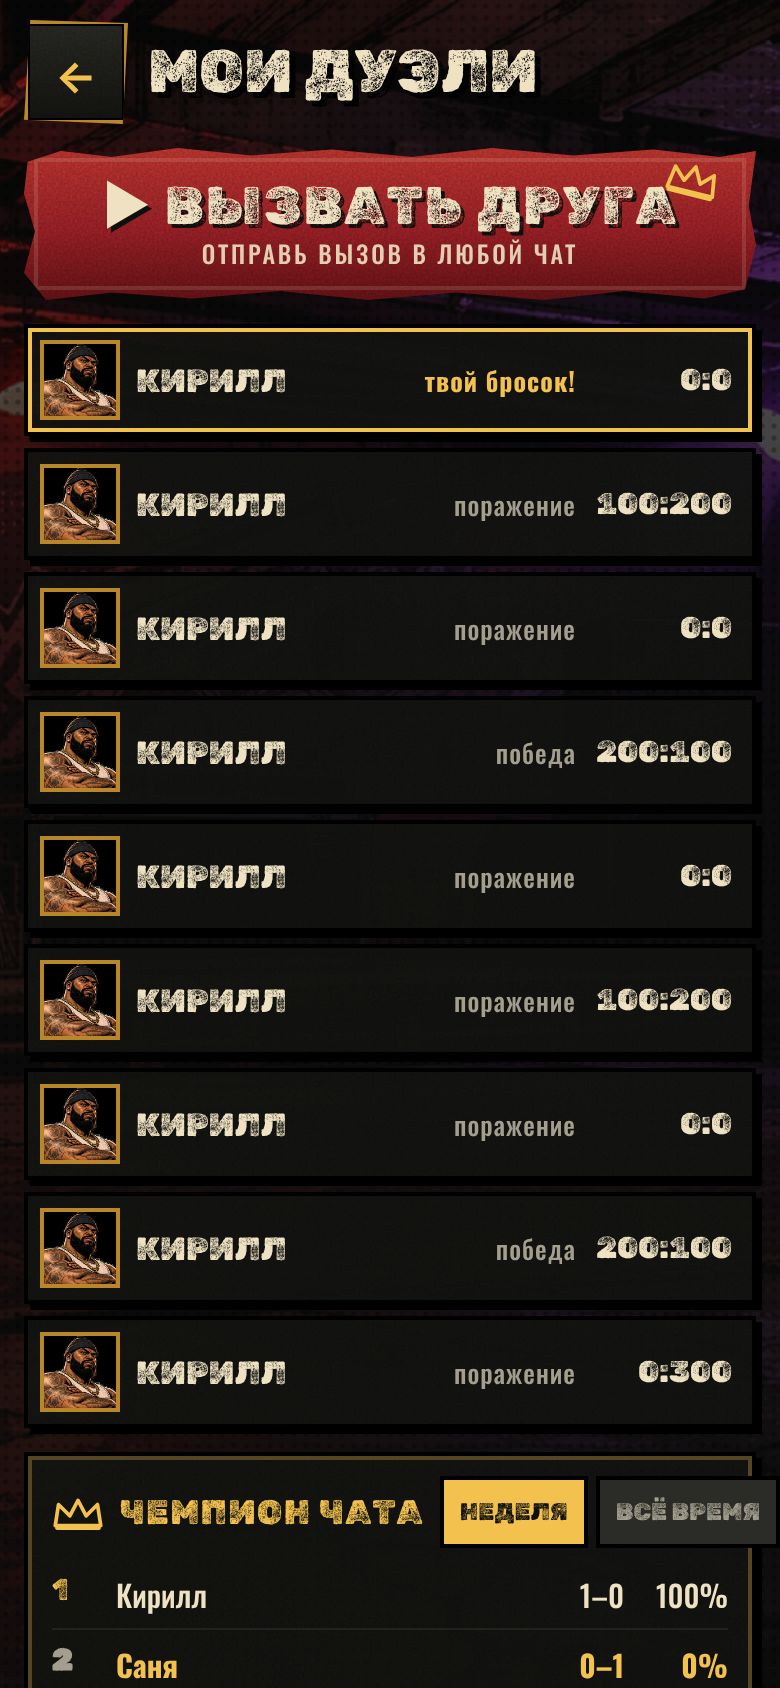 МОИ ДУЭЛИ
ВЫЗВАТЬ ДРУГА
ОТПРАВЬ ВЫЗОВ В ЛЮБОЙ ЧАТ
КИРИЛЛ твой бросок! 0:0
КИРИЛЛ поражение 100:200
КИРИЛЛ поражение 0:0
КИРИЛЛ победа 200:100
КИРИЛЛ поражение 0:0
КИРИЛЛ поражение 100:200
КИРИЛЛ поражение 0:0
КИРИЛЛ победа 200:100
КИРИЛЛ поражение 0:300
ЧЕМПИОН ЧАТА НЕДЕЛЯ ВСЁ ВРЕМЯ
1 Кирилл 1–0 100%
2 Саня 0–1 0%